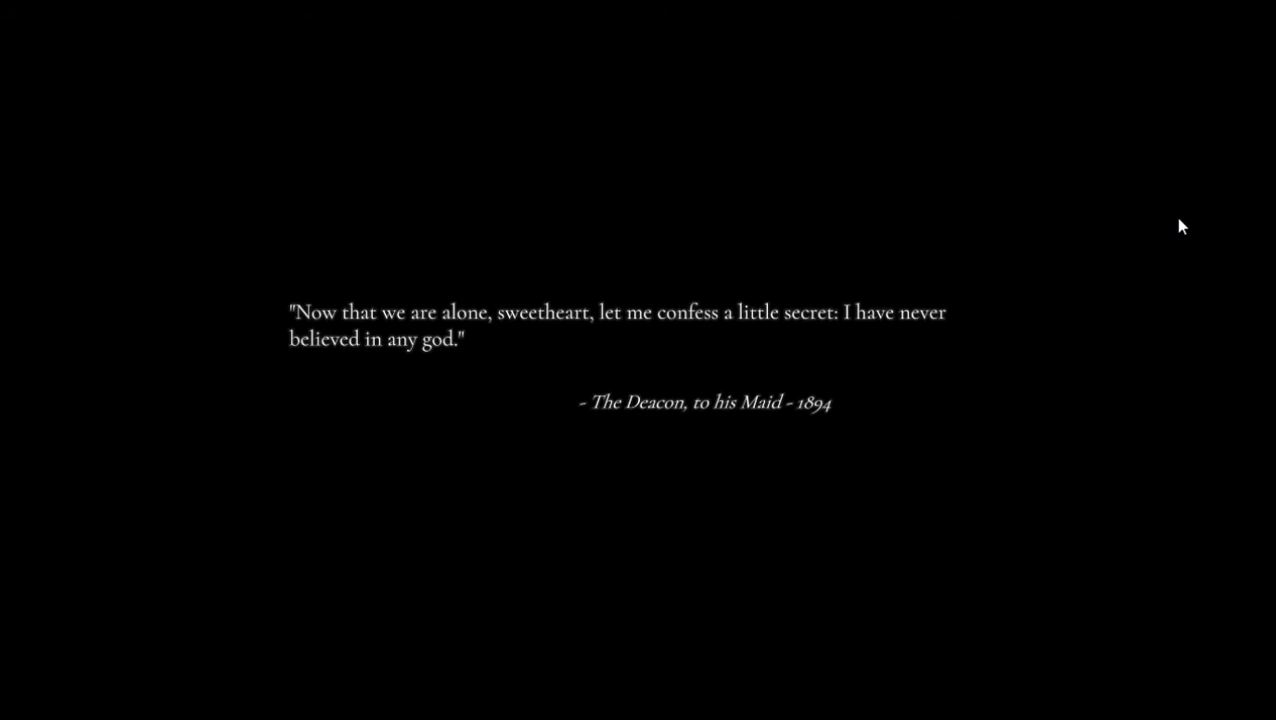 "Now that we are alone, sweetheart, let me confess a little secret: I have never
believed in any god."
- The Deacon, to his Maid - 1894